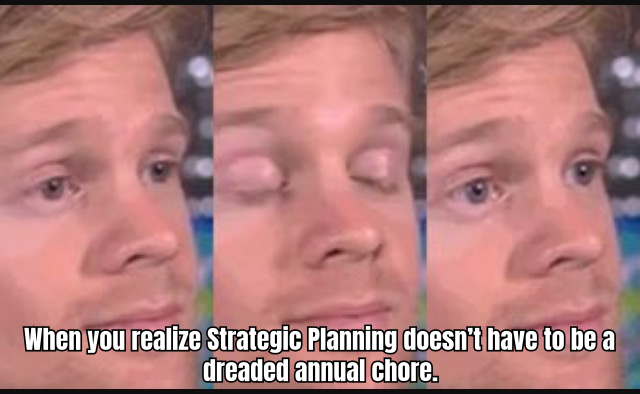 When you realize Strategic Planning doesn't have to be a
dreaded annual chore.